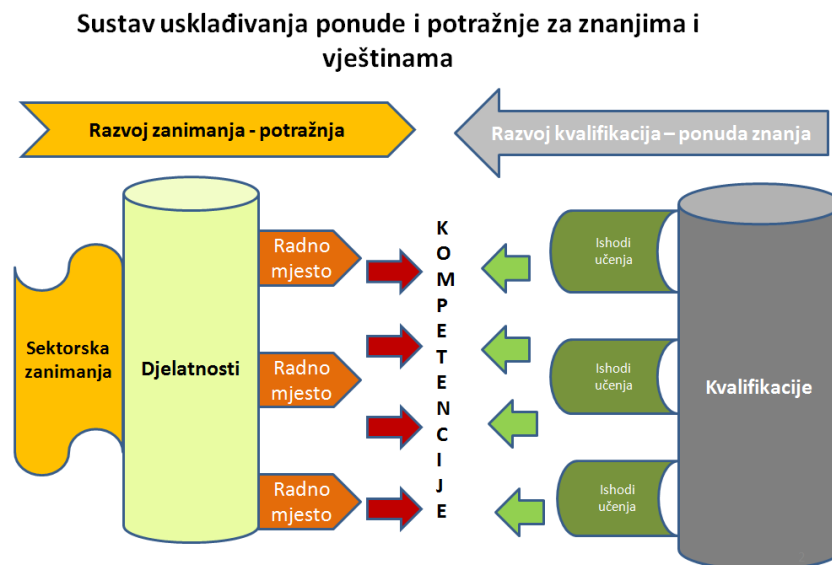 Sustav usklađivanja ponude i potražnje za znanjima i
vještinama
Razvoj zanimanja - potražnja
Razvoj kvalifikacija – ponuda znanja
Sektorska
zanimanja
Djelatnosti
Radno
mjesto
Radno
mjesto
Radno
mjesto
KOMPETENCIJE
Ishodi
učenja
Ishodi
učenja
Ishodi
učenja
Kvalifikacije